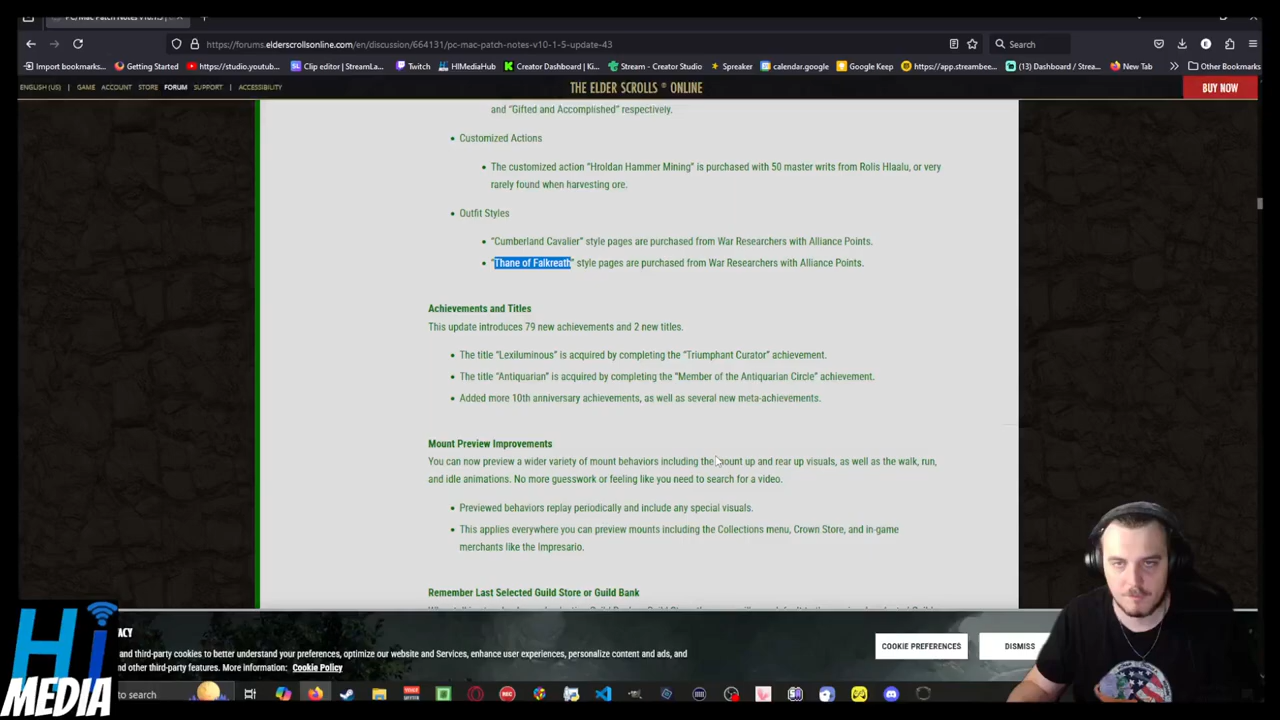 PC/Mac Patch Notes v10.1.5
https://forums.elderscrollsonline.com/en/discussion/664131/pc-mac-patch-notes-v10-1-5-update-43
Search
Import bookmarks... Getting Started https://studio.youtub... Clip editor | StreamLa... Twitch HIMediaHub Creator Dashboard | Ki... Stream - Creator Studio Spreaker calendar.google Google Keep https://app.streambee... (13) Dashboard / Strea... New Tab Other Bookmarks
ENGLISH (US) GAME ACCOUNT STORE FORUM SUPPORT ACCESSIBILITY
THE ELDER SCROLLS ONLINE
BUY NOW
and “Gifted and Accomplished” respectively.
Customized Actions
The customized action “Hroldan Hammer Mining” is purchased with 50 master writs from Rolis Hlaalu, or very
rarely found when harvesting ore.
Outfit Styles
“Cumberland Cavalier” style pages are purchased from War Researchers with Alliance Points.
“Thane of Falkreath” style pages are purchased from War Researchers with Alliance Points.
Achievements and Titles
This update introduces 79 new achievements and 2 new titles.
The title “Lexiluminous” is acquired by completing the “Triumphant Curator” achievement.
The title “Antiquarian” is acquired by completing the “Member of the Antiquarian Circle” achievement.
Added more 10th anniversary achievements, as well as several new meta-achievements.
Mount Preview Improvements
You can now preview a wider variety of mount behaviors including the mount up and rear up visuals, as well as the walk, run,
and idle animations. No more guesswork or feeling like you need to search for a video.
Previewed behaviors replay periodically and include any special visuals.
This applies everywhere you can preview mounts including the Collections menu, Crown Store, and in-game
merchants like the Impresario.
Remember Last Selected Guild Store or Guild Bank
ACY
and third-party cookies to better understand your preferences, optimize our website and Services, enhance user experiences, personalize content and ads, and
other third-party features. More information: Cookie Policy
COOKIE PREFERENCES
DISMISS
Hi
MEDIA
to search
REC